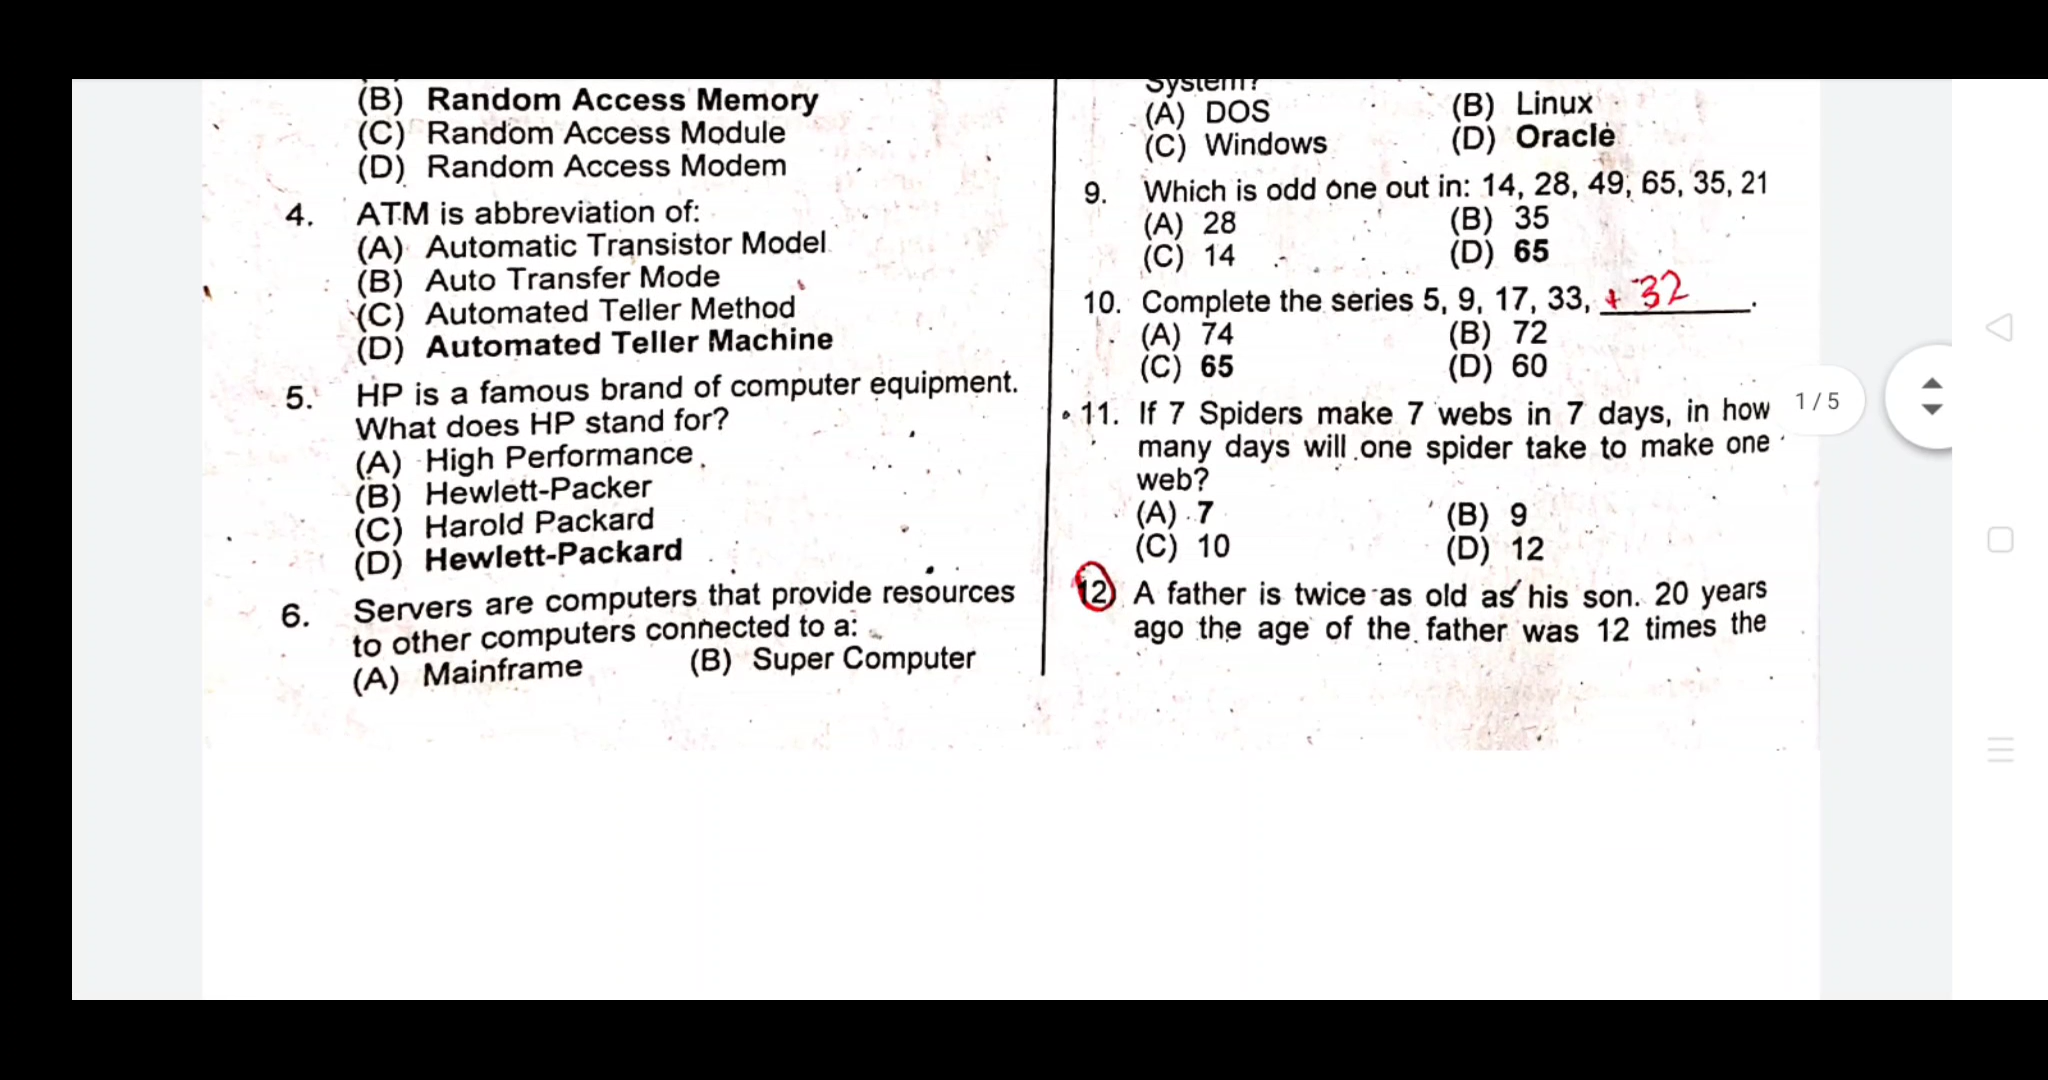 (B) Random Access Memory
(C) Random Access Module
(D) Random Access Modem
4. ATM is abbreviation of:
(A) Automatic Transistor Model
(B) Auto Transfer Mode
(C) Automated Teller Method
(D) Automated Teller Machine
5. HP is a famous brand of computer equipment.
What does HP stand for?
(A) High Performance
(B) Hewlett-Packer
(C) Harold Packard
(D) Hewlett-Packard
6. Servers are computers that provide resources
to other computers connected to a:
(A) Mainframe (B) Super Computer
System?
(A) DOS (B) Linux
(C) Windows (D) Oracle
9. Which is odd one out in: 14, 28, 49, 65, 35, 21
(A) 28 (B) 35
(C) 14 (D) 65
10. Complete the series 5, 9, 17, 33, + 32.
(A) 74 (B) 72
(C) 65 (D) 60
11. If 7 Spiders make 7 webs in 7 days, in how
many days will one spider take to make one
web?
(A) 7 (B) 9
(C) 10 (D) 12
12 A father is twice as old as his son. 20 years
ago the age of the father was 12 times the
1 / 5